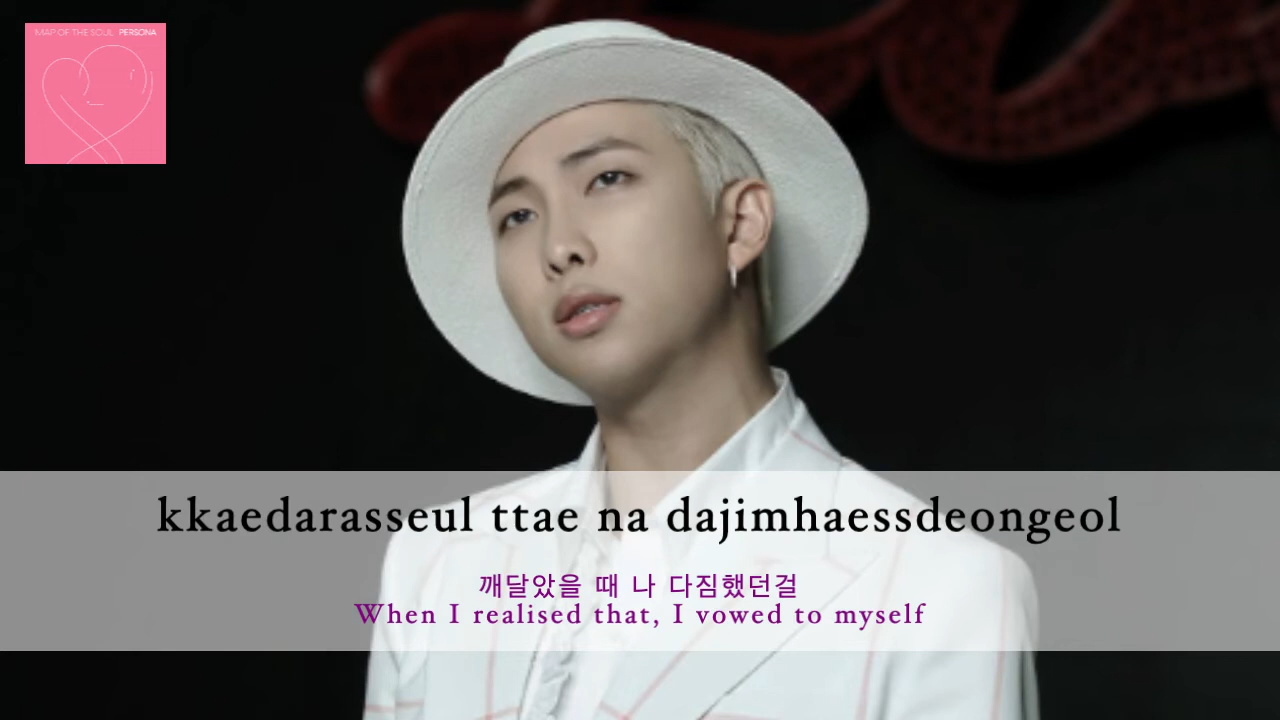 MAP OF THE SOUL PERSONA
kkaedarasseul ttae na dajimhaessdeongeol
깨달았을 때 나 다짐했던걸
When I realised that, I vowed to myself